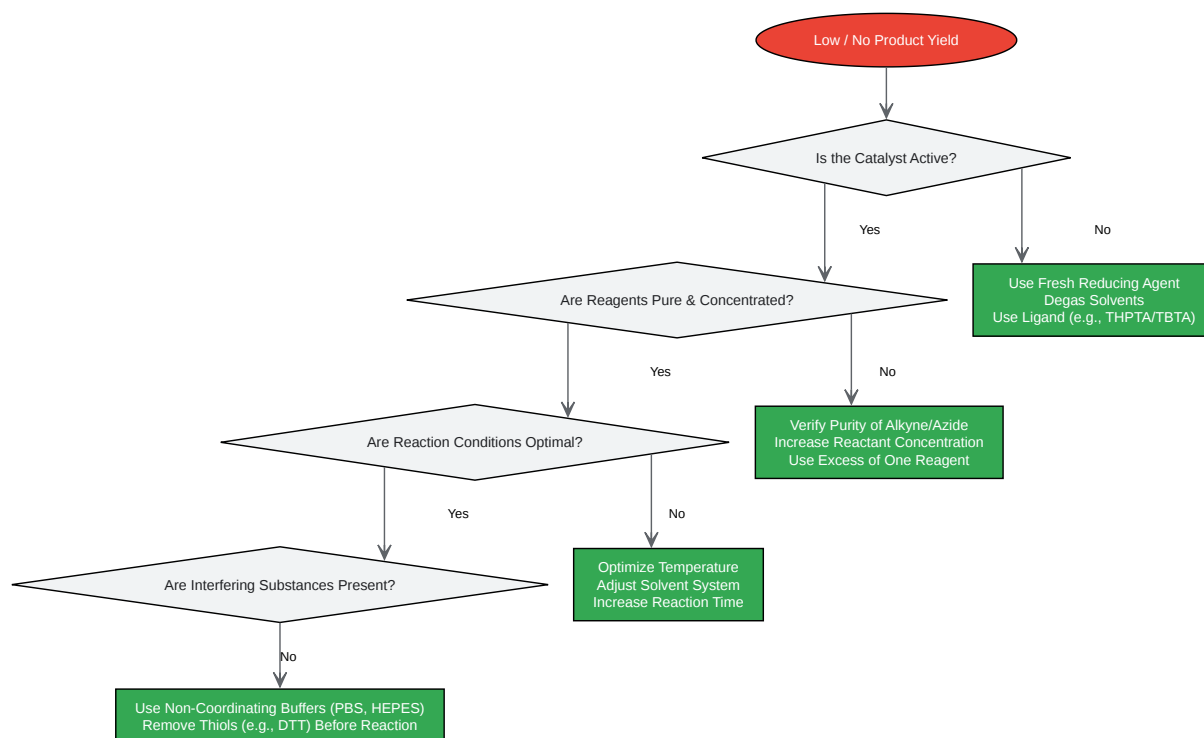 Low / No Product Yield
Is the Catalyst Active?
Yes
No
Use Fresh Reducing Agent
Degas Solvents
Use Ligand (e.g., THPTA/TBTA)
Are Reagents Pure & Concentrated?
Yes
No
Verify Purity of Alkyne/Azide
Increase Reactant Concentration
Use Excess of One Reagent
Are Reaction Conditions Optimal?
Yes
No
Optimize Temperature
Adjust Solvent System
Increase Reaction Time
Are Interfering Substances Present?
No
Use Non-Coordinating Buffers (PBS, HEPES)
Remove Thiols (e.g., DTT) Before Reaction